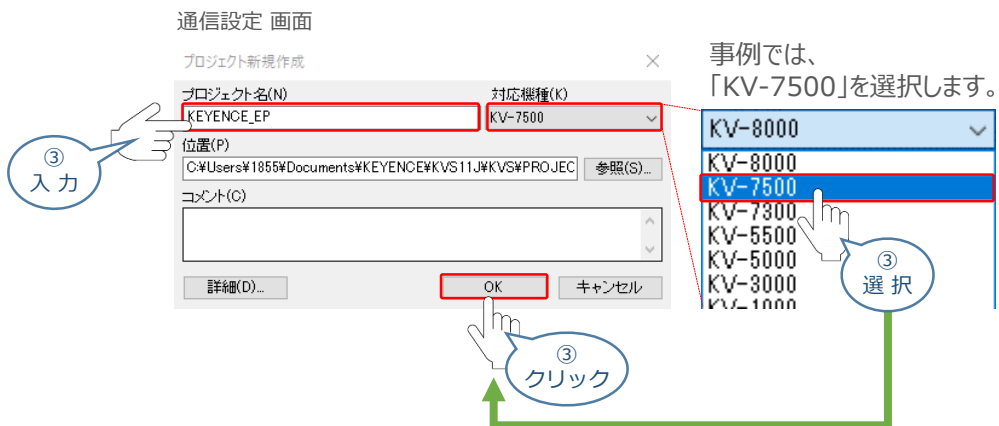 通信設定 画面
プロジェクト新規作成
プロジェクト名(N)
対応機種(K)
KEYENCE_EP
KV-7500
位置(P)
C:¥Users¥1855¥Documents¥KEYENCE¥KVS11J¥KVS¥PROJEC
参照(S)...
コメント(C)
詳細(D)...
OK
キャンセル
③
入 力
③
クリック
事例では、
「KV-7500」を選択します。
KV-8000
KV-8000
KV-7500
KV-7300
KV-5500
KV-5000
KV-3000
KV-1000
③
選 択